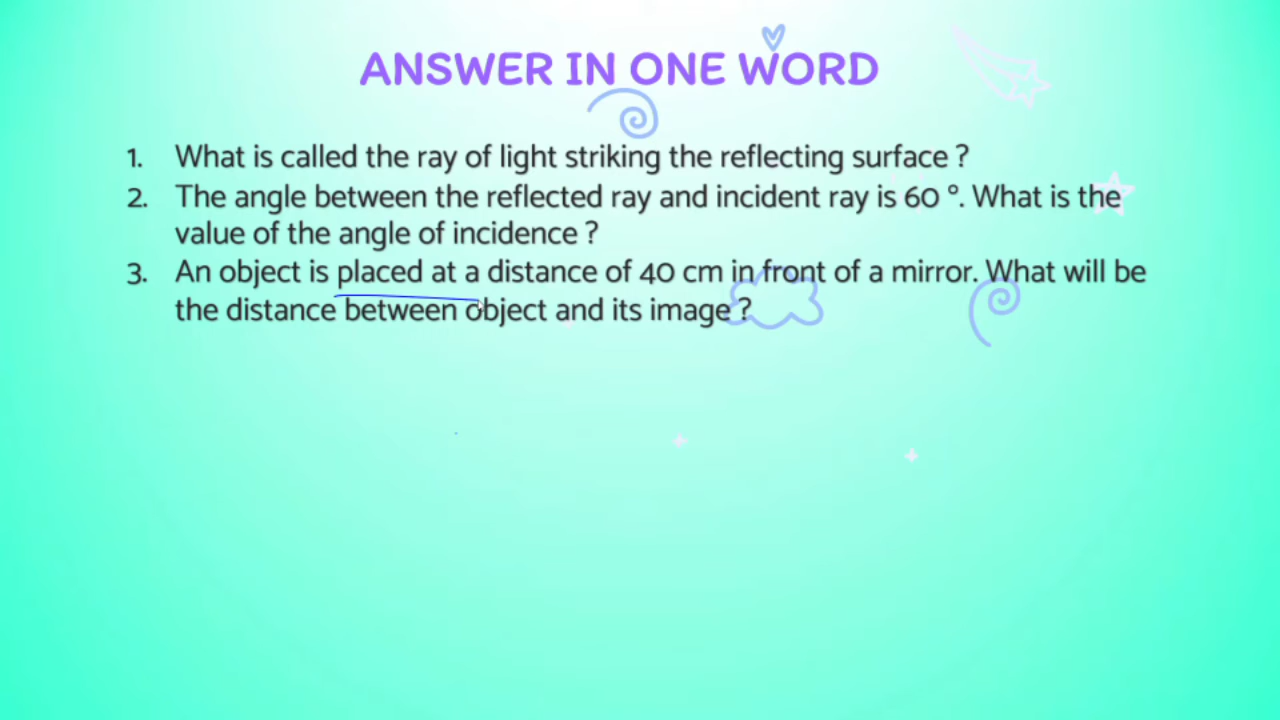 ANSWER IN ONE WORD
1. What is called the ray of light striking the reflecting surface ?
2. The angle between the reflected ray and incident ray is 60 °. What is the
value of the angle of incidence ?
3. An object is placed at a distance of 40 cm in front of a mirror. What will be
the distance between object and its image ?